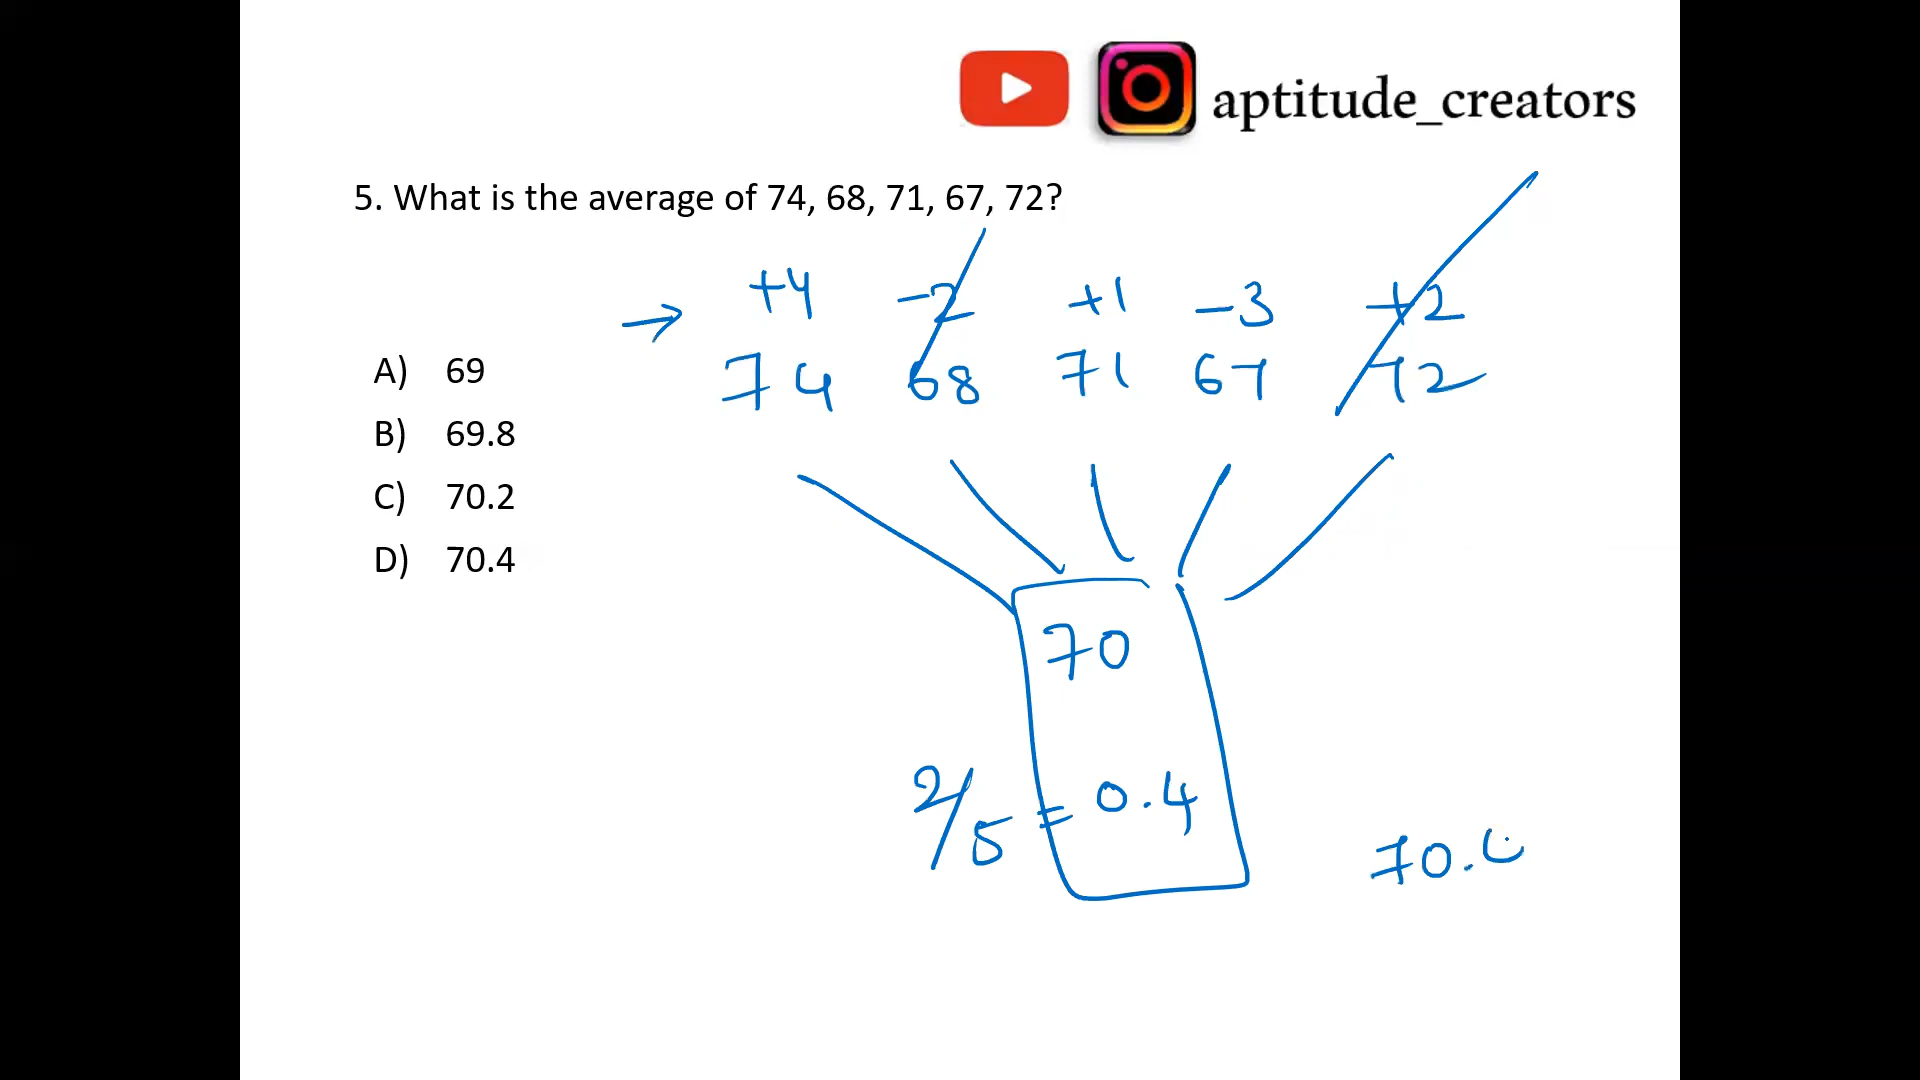 aptitude_creators
5. What is the average of 74, 68, 71, 67, 72?
+4 -2 +1 -3 +2
74 68 71 67 72
A) 69
B) 69.8
C) 70.2
D) 70.4
70
2/5 = 0.4
70.